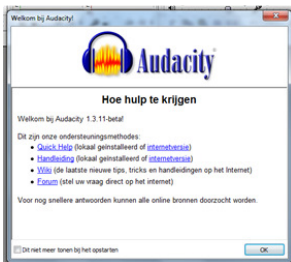 Welkom bij Audacity!
Audacity
Hoe hulp te krijgen
Welkom bij Audacity 1.3.11-beta!
Dit zijn onze ondersteuningsmethodes:
Quick Help (lokaal geïnstalleerd of internetversie)
Handleiding (lokaal geïnstalleerd of internetversie)
Wiki (de laatste nieuwe tips, tricks en handleidingen op het Internet)
Forum (stel uw vraag direct op het internet)
Voor nog snellere antwoorden kunnen alle online bronnen doorzocht worden.
Dit niet meer tonen bij het opstarten
OK